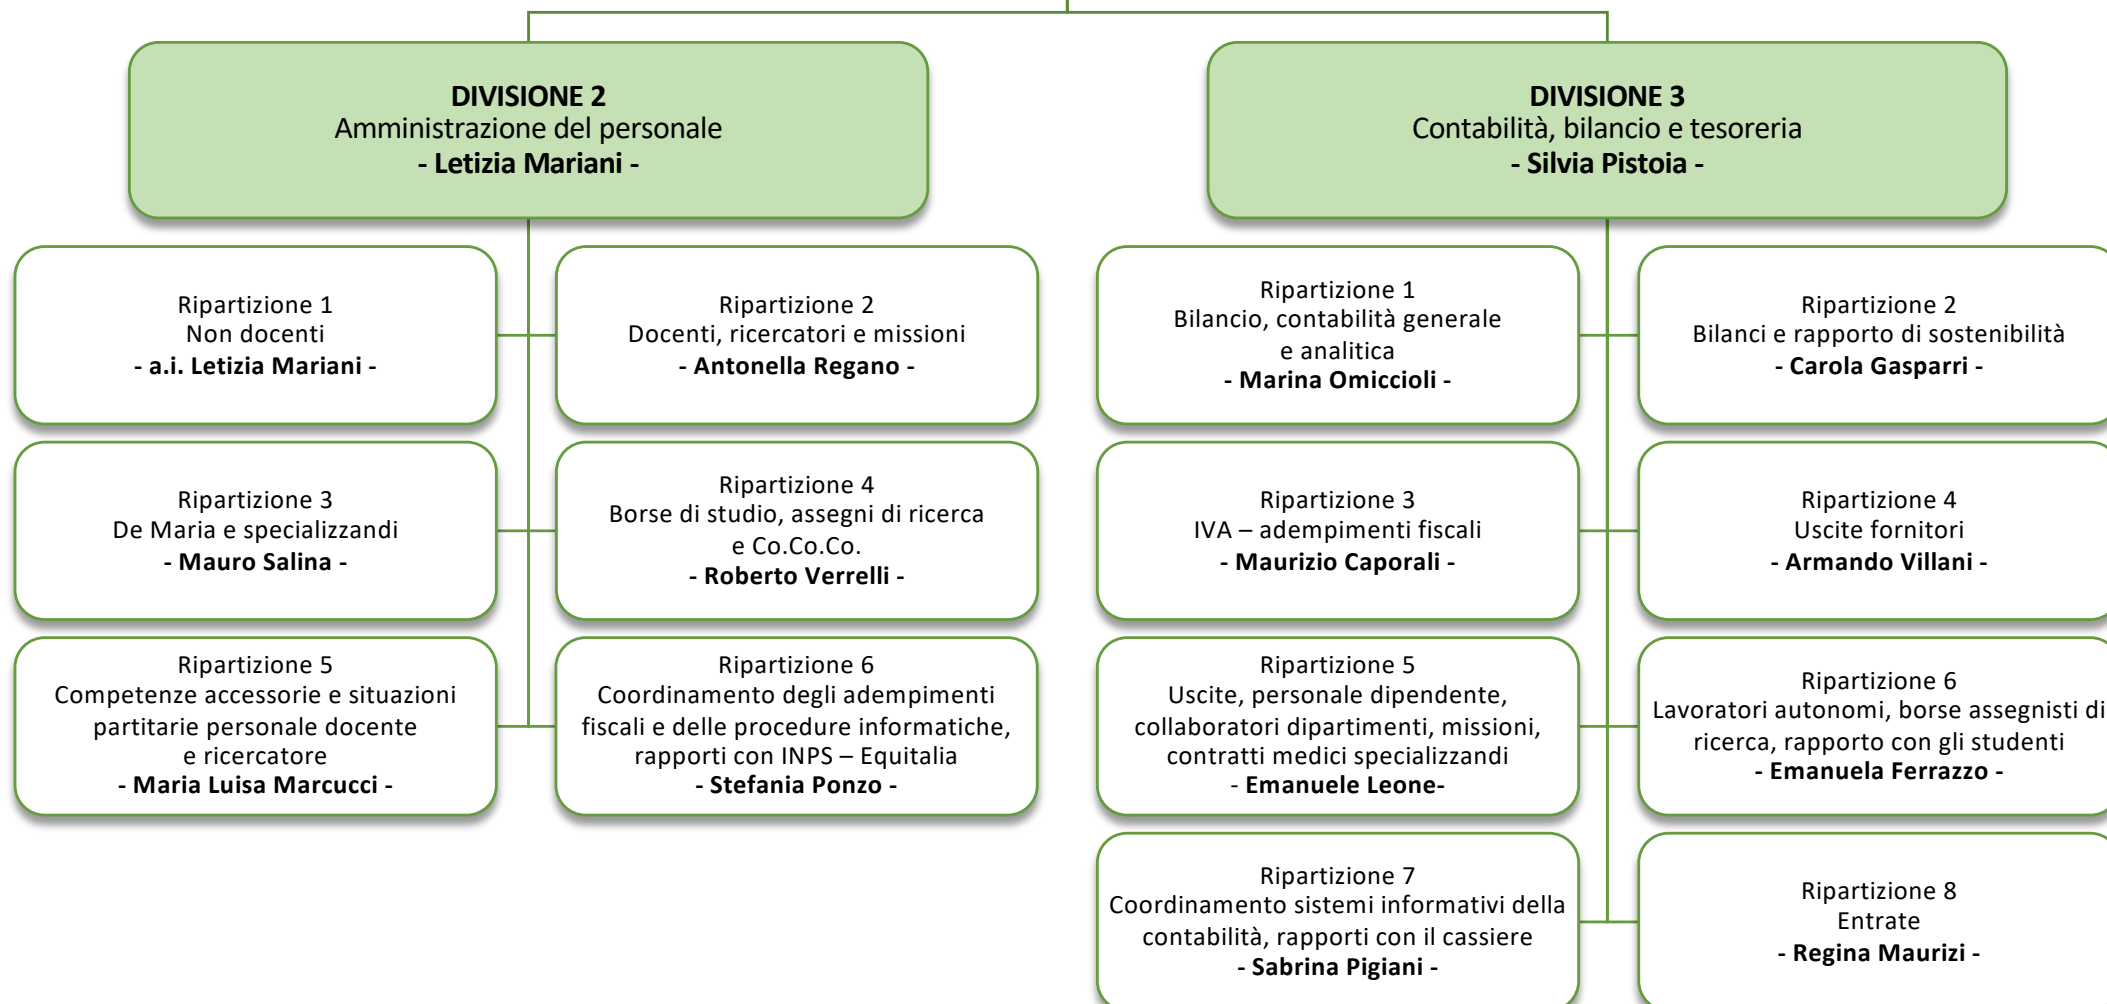 DIVISIONE 2
Amministrazione del personale
- Letizia Mariani -
Ripartizione 1
Non docenti
- a.i. Letizia Mariani -
Ripartizione 2
Docenti, ricercatori e missioni
- Antonella Regano -
Ripartizione 3
De Maria e specializzandi
- Mauro Salina -
Ripartizione 4
Borse di studio, assegni di ricerca
e Co.Co.Co.
- Roberto Verrelli -
Ripartizione 5
Competenze accessorie e situazioni
partitarie personale docente
e ricercatore
- Maria Luisa Marcucci -
Ripartizione 6
Coordinamento degli adempimenti
fiscali e delle procedure informatiche,
rapporti con INPS – Equitalia
- Stefania Ponzo -
DIVISIONE 3
Contabilità, bilancio e tesoreria
- Silvia Pistoia -
Ripartizione 1
Bilancio, contabilità generale
e analitica
- Marina Omiccioli -
Ripartizione 2
Bilanci e rapporto di sostenibilità
- Carola Gasparri -
Ripartizione 3
IVA – adempimenti fiscali
- Maurizio Caporali -
Ripartizione 4
Uscite fornitori
- Armando Villani -
Ripartizione 5
Uscite, personale dipendente,
collaboratori dipartimenti, missioni,
contratti medici specializzandi
- Emanuele Leone-
Ripartizione 6
Lavoratori autonomi, borse assegnisti di
ricerca, rapporto con gli studenti
- Emanuela Ferrazzo -
Ripartizione 7
Coordinamento sistemi informativi della
contabilità, rapporti con il cassiere
- Sabrina Pigiani -
Ripartizione 8
Entrate
- Regina Maurizi -